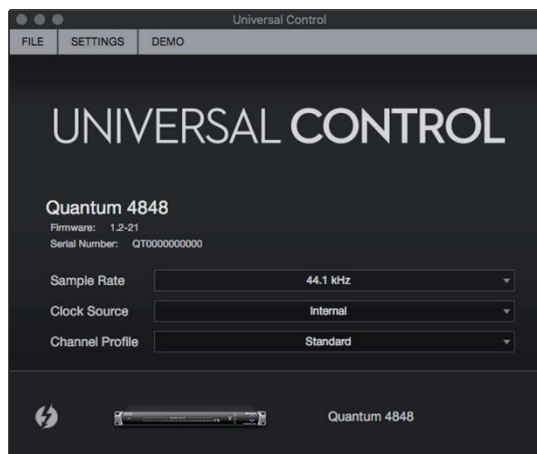 Universal Control
FILE SETTINGS DEMO
UNIVERSAL CONTROL
Quantum 4848
Firmware: 1.2-21
Serial Number: QT0000000000
Sample Rate 44.1 kHz
Clock Source Internal
Channel Profile Standard
Quantum 4848